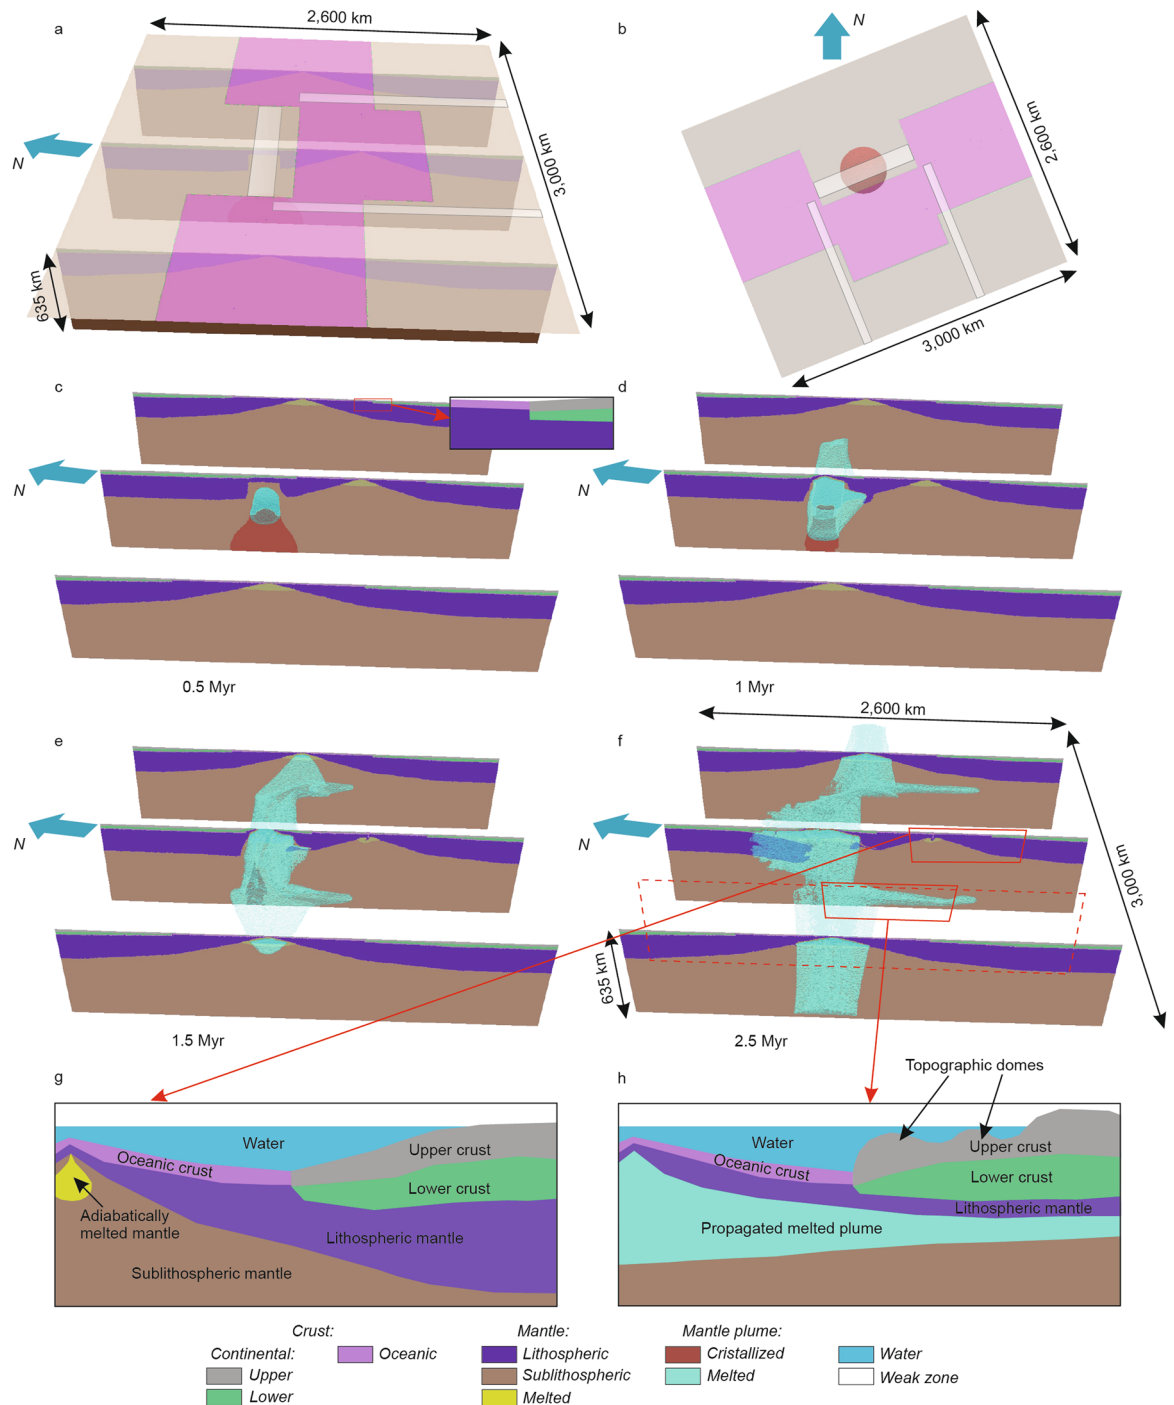 a
2,600 km
3,000 km
635 km
N
b
N
2,600 km
3,000 km
c
N
0.5 Myr
d
N
1 Myr
e
N
1.5 Myr
f
2,600 km
N
3,000 km
635 km
2.5 Myr
g
Water
Oceanic crust
Upper crust
Lower crust
Adiabatically
melted mantle
Lithospheric mantle
Sublithospheric mantle
h
Topographic domes
Water
Oceanic crust
Upper crust
Lower crust
Lithospheric mantle
Propagated melted plume
Crust:
Mantle:
Mantle plume:
Continental:
Oceanic
Lithospheric
Cristallized
Water
Upper
Sublithospheric
Melted
Weak zone
Lower
Melted